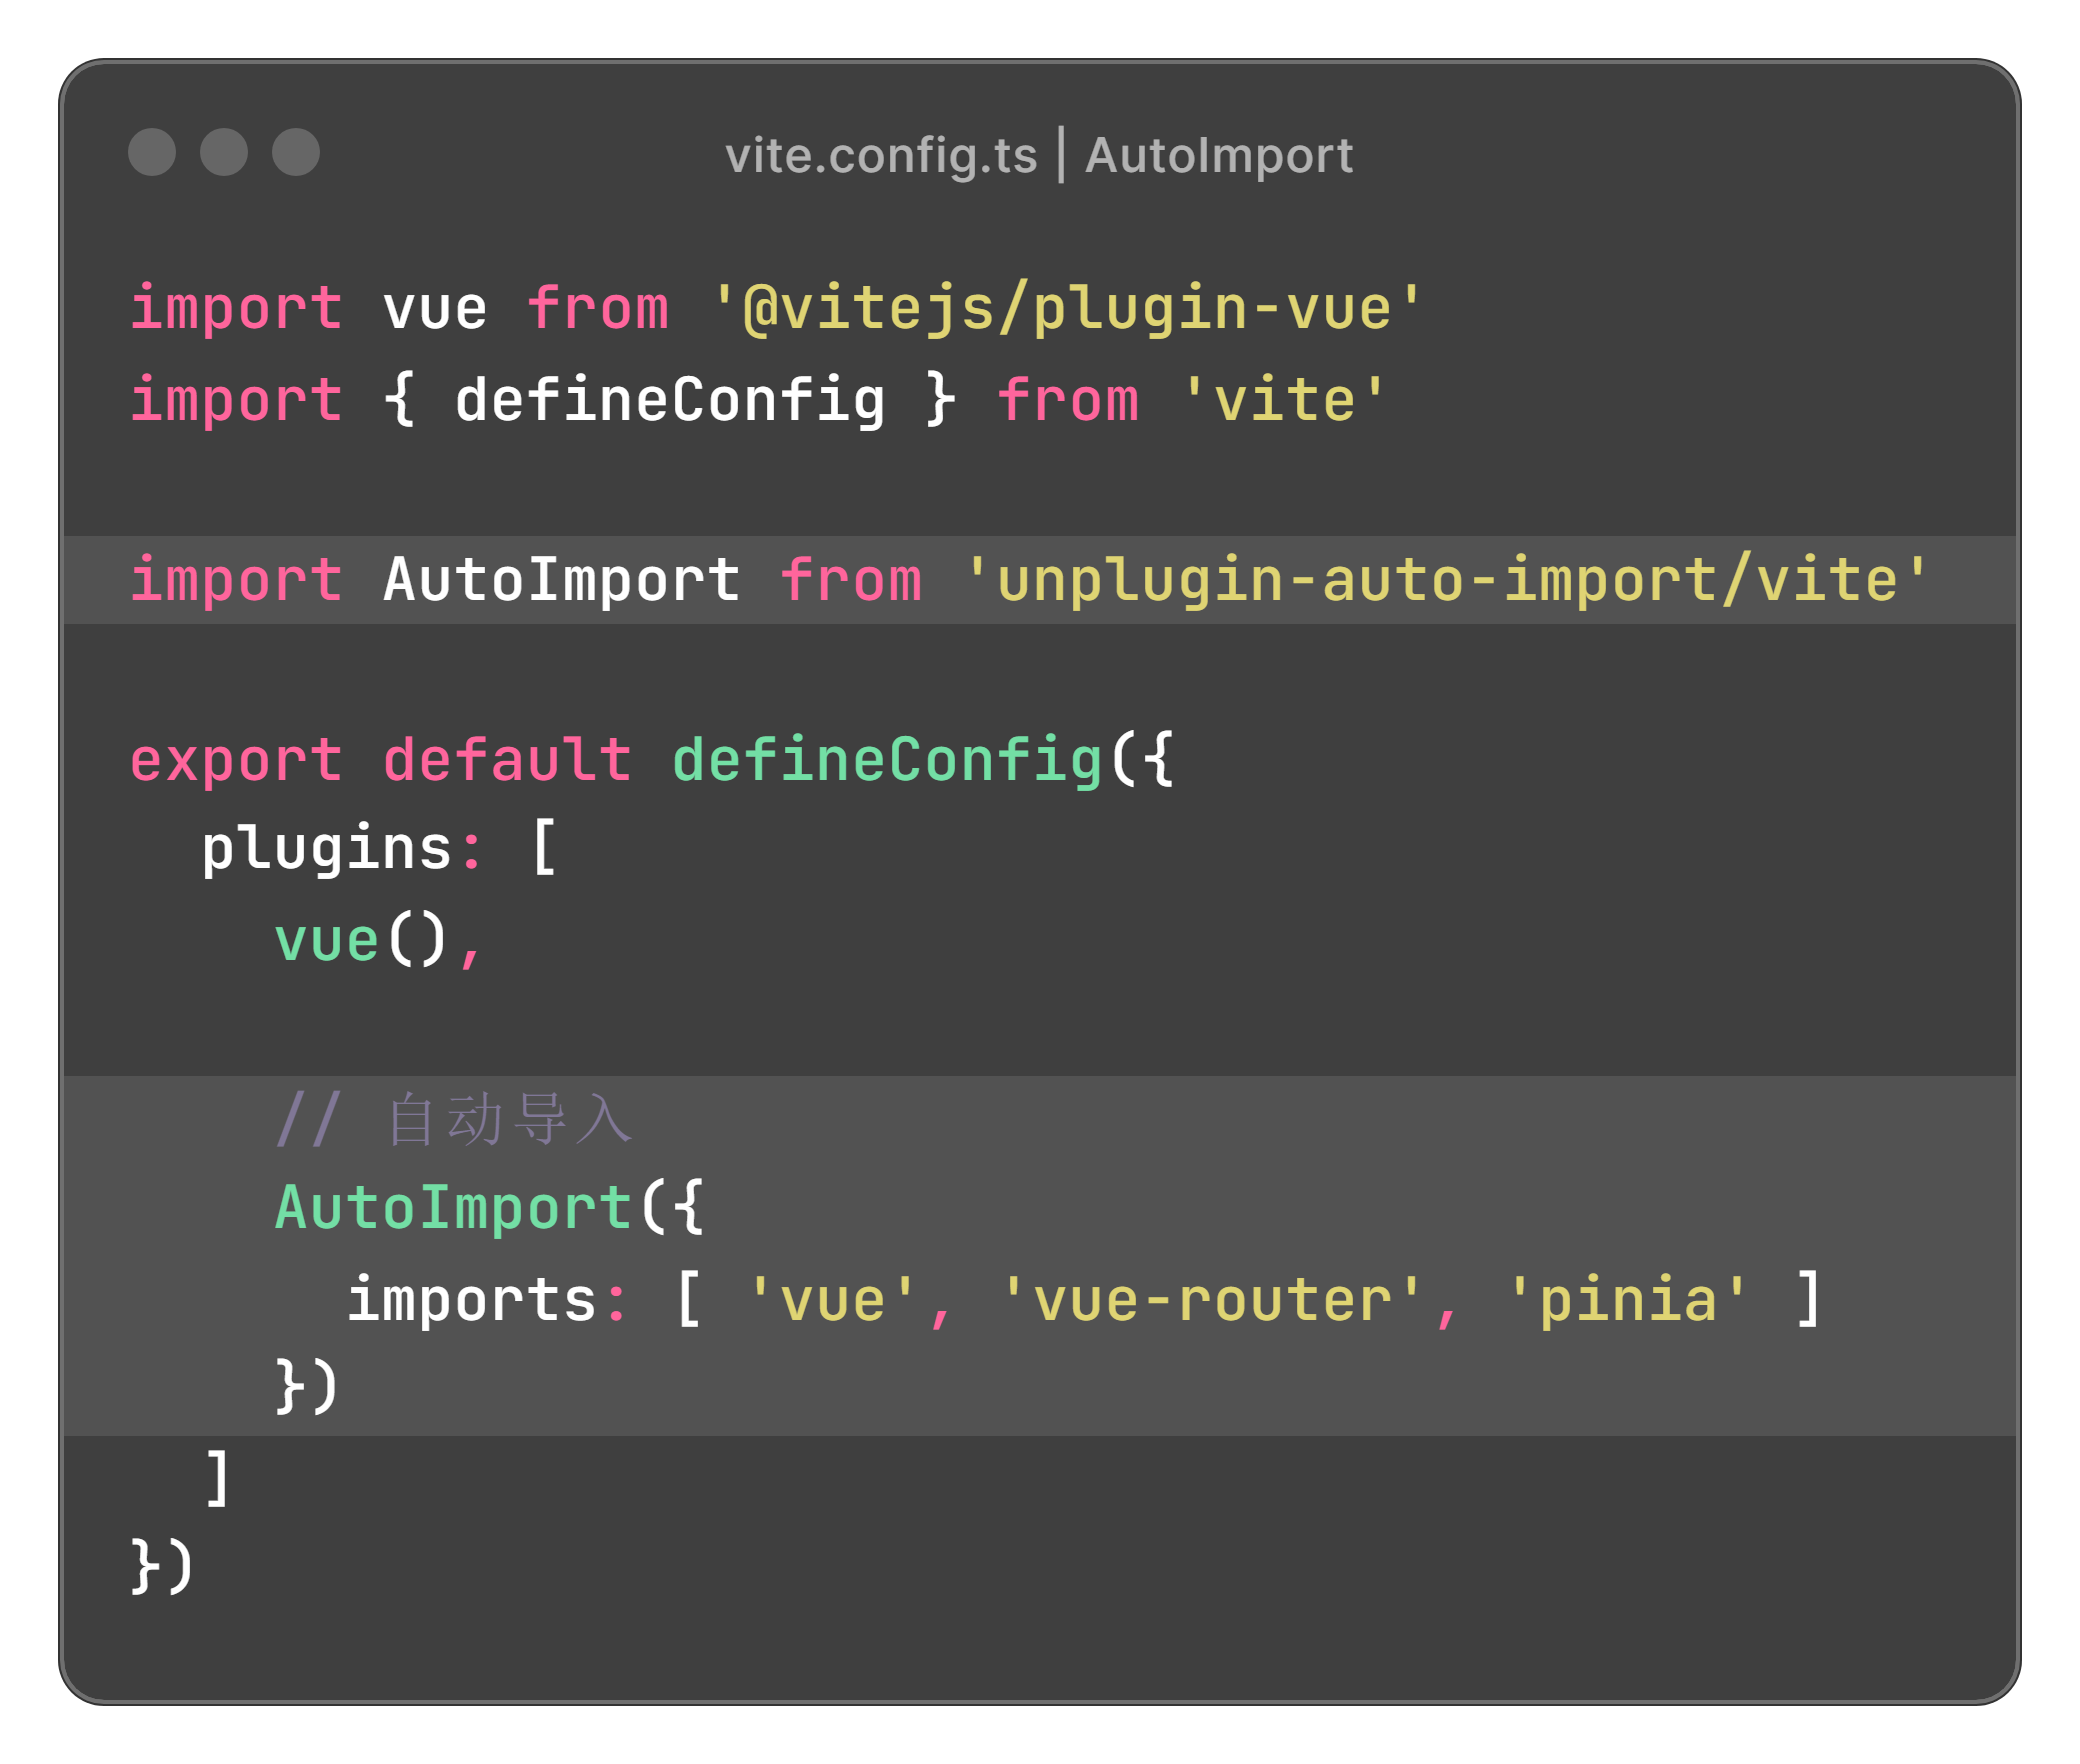 vite.config.ts | AutoImport
import vue from '@vitejs/plugin-vue'
import { defineConfig } from 'vite'
import AutoImport from 'unplugin-auto-import/vite'
export default defineConfig({
  plugins: [
    vue(),
    // 自动导入
    AutoImport({
      imports: [ 'vue', 'vue-router', 'pinia' ]
    })
  ]
})